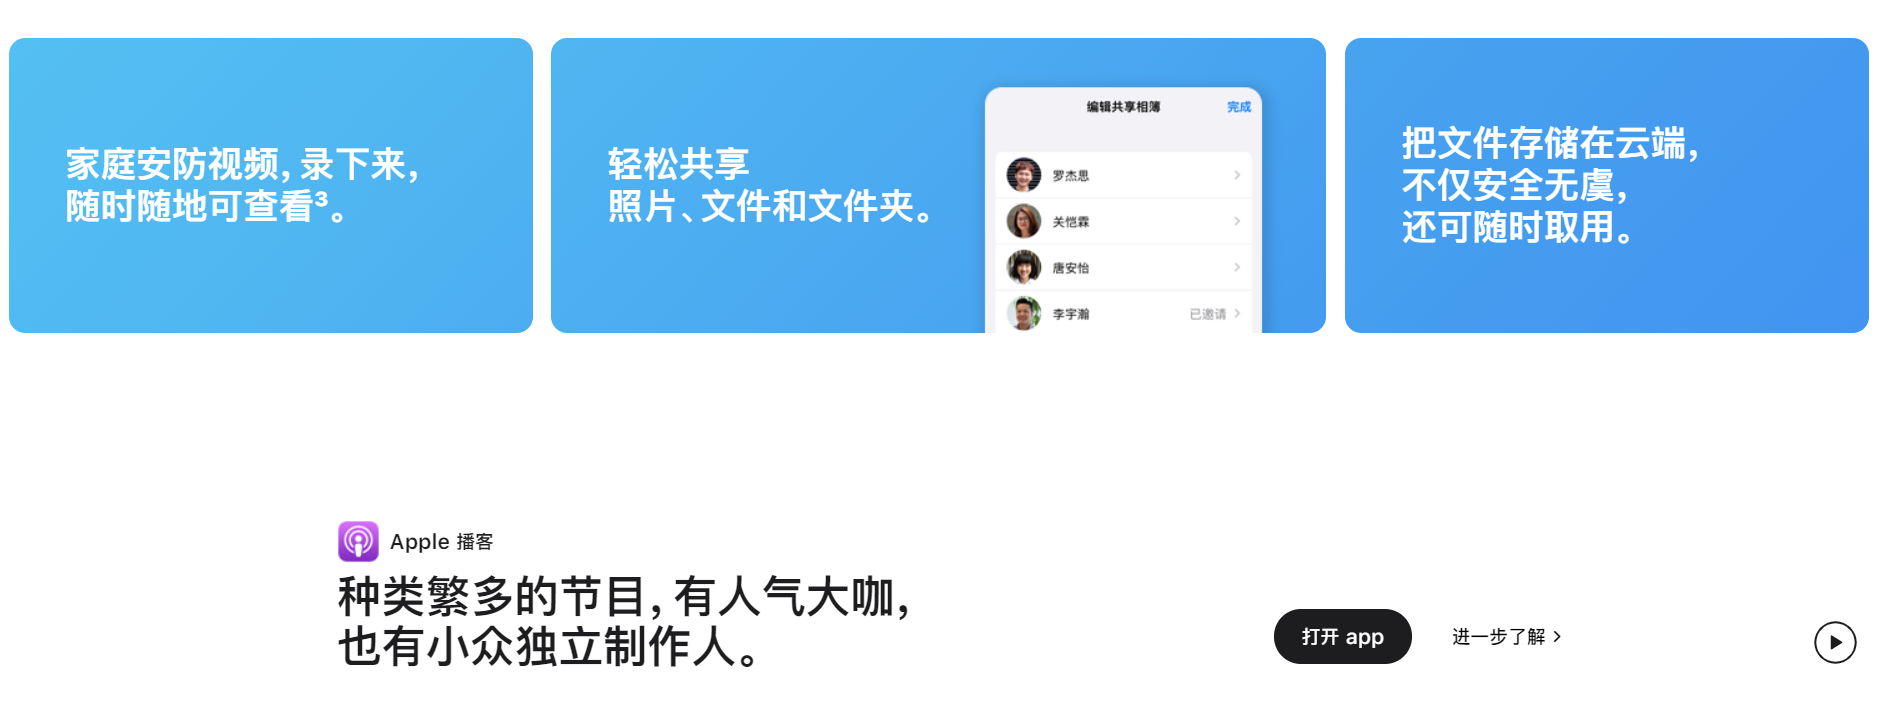 家庭安防视频，录下来，
随时随地可查看³。
轻松共享
照片、文件和文件夹。
编辑共享相簿
完成
罗杰思
关恺霖
唐安怡
李宇瀚
已邀请
把文件存储在云端，
不仅安全无虞，
还可随时取用。
Apple 播客
种类繁多的节目，有人气大咖，
也有小众独立制作人。
打开 app
进一步了解